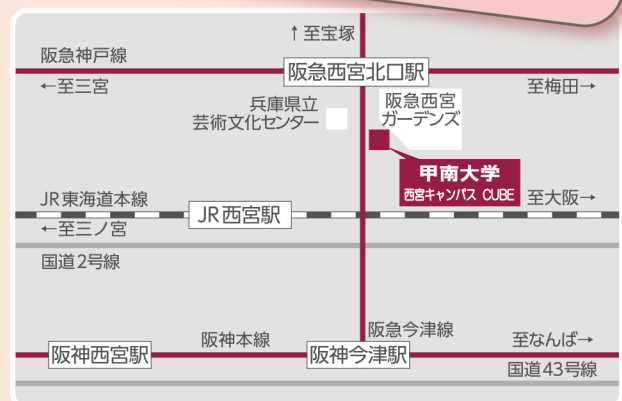 ↑至宝塚
阪急神戸線
阪急西宮北口駅
←至三宮
至梅田→
兵庫県立
芸術文化センター
阪急西宮
ガーデンズ
甲南大学
西宮キャンパス CUBE
JR東海道本線
至大阪→
JR西宮駅
←至三ノ宮
国道2号線
阪急今津線
阪神本線
至なんば→
阪神西宮駅
阪神今津駅
国道43号線